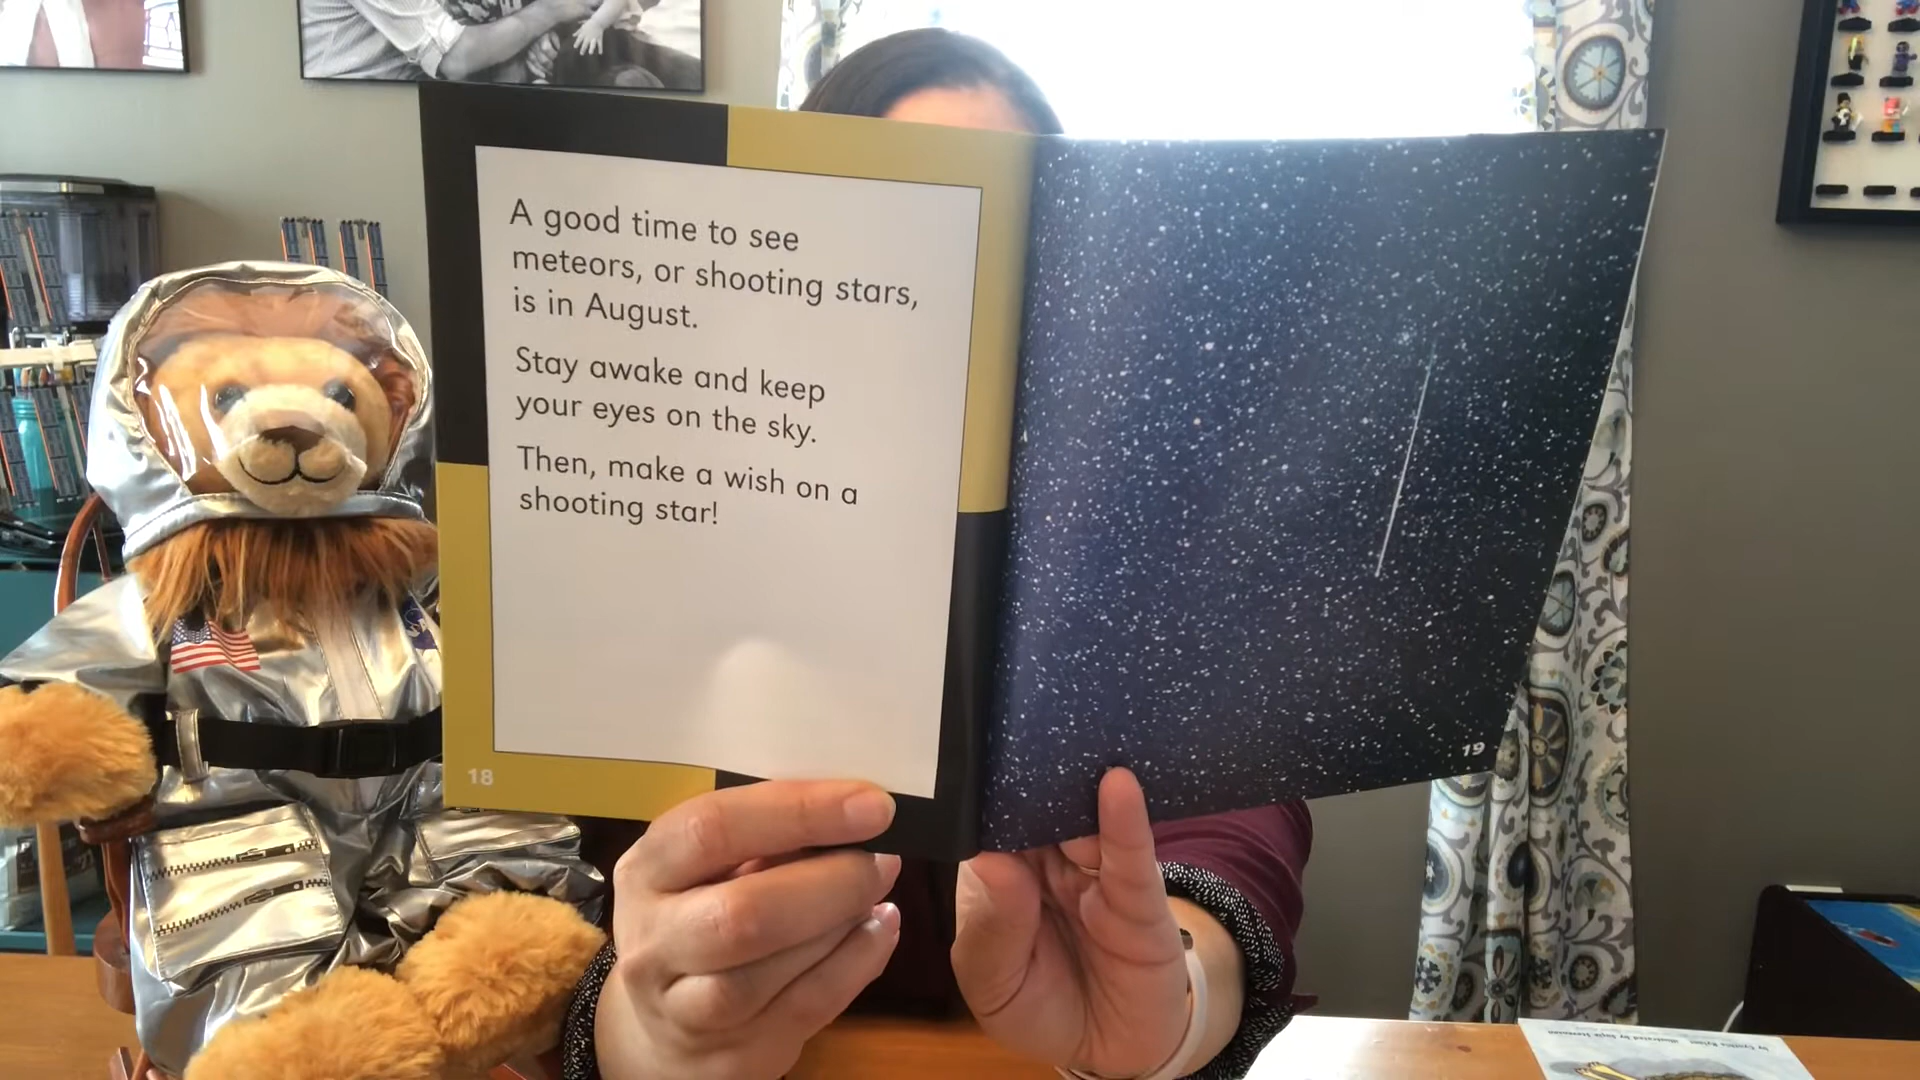 A good time to see
meteors, or shooting stars,
is in August.
Stay awake and keep
your eyes on the sky.
Then, make a wish on a
shooting star!
18
19